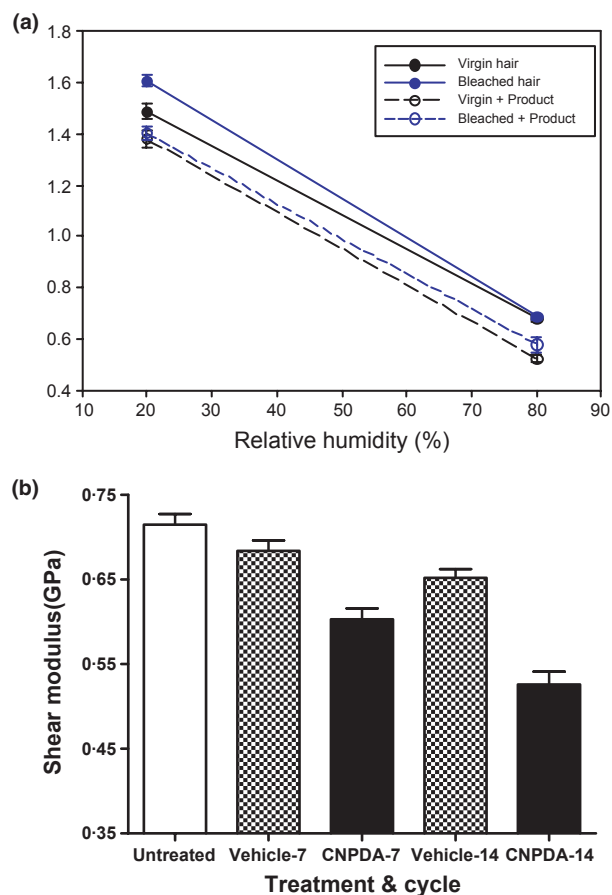 (a)
1.8
1.6
1.4
1.2
1.0
0.8
0.6
0.4
Virgin hair
Bleached hair
Virgin + Product
Bleached + Product
10 20 30 40 50 60 70 80 90
Relative humidity (%)
(b)
Shear modulus(GPa)
0·75
0·65
0·55
0·45
0·35
Untreated Vehicle-7 CNPDA-7 Vehicle-14 CNPDA-14
Treatment & cycle